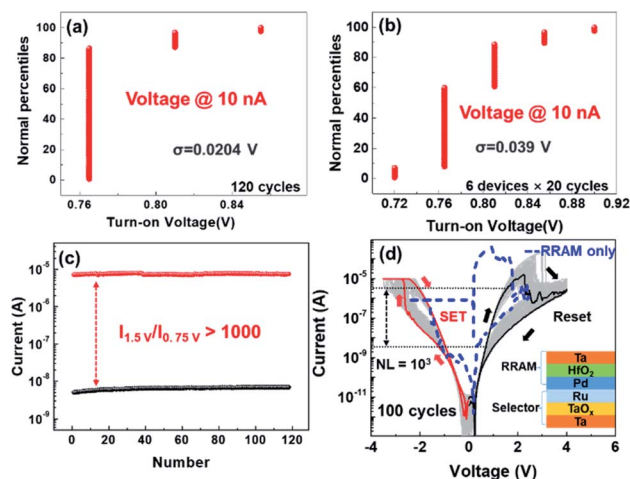 (a)
Normal percentiles
100
80
60
40
20
0
Voltage @ 10 nA
σ=0.0204 V
120 cycles
0.76
0.80
0.84
Turn-on Voltage(V)
(b)
Normal percentiles
100
80
60
40
20
0
Voltage @ 10 nA
σ=0.039 V
6 devices × 20 cycles
0.72
0.76
0.80
0.84
0.88
0.92
Turn-on Voltage(V)
(c)
Current (A)
10⁻⁴
10⁻⁵
10⁻⁶
10⁻⁷
10⁻⁸
10⁻⁹
I₁.₅ ᵥ/I₀.₇₅ ᵥ > 1000
0
20
40
60
80
100
120
Number
(d)
Current (A)
10⁻³
10⁻⁵
10⁻⁷
10⁻⁹
10⁻¹¹
RRAM only
SET
Reset
NL = 10³
100 cycles
RRAM
Selector
Ta
HfO₂
Pd
Ru
TaOₓ
Ta
-4
-2
0
2
4
Voltage (V)